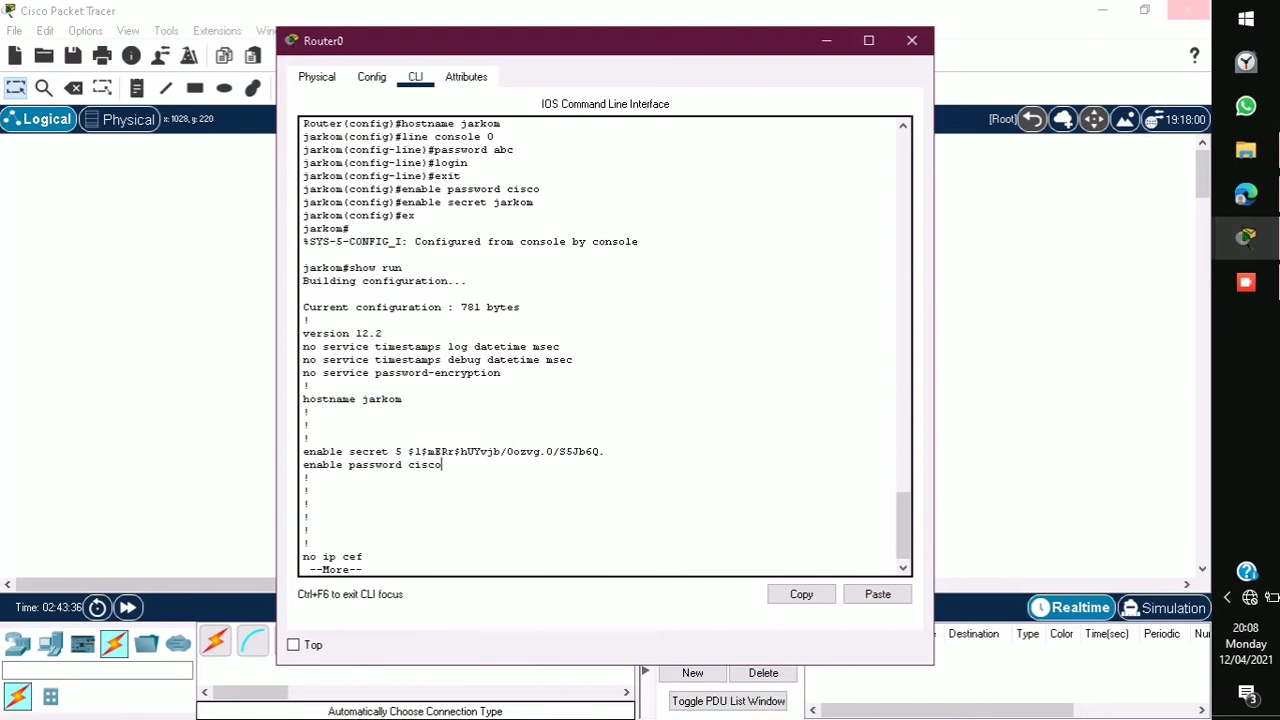 Cisco Packet Tracer
File Edit Options View Tools Extensions
Router0
Physical Config CLI Attributes
IOS Command Line Interface
Logical Physical x: 1028, y: 220
[Root] 19:18:00
Router(config)#hostname jarkom
jarkom(config)#line console 0
jarkom(config-line)#password abc
jarkom(config-line)#login
jarkom(config-line)#exit
jarkom(config)#enable password cisco
jarkom(config)#enable secret jarkom
jarkom(config)#ex
jarkom#
%SYS-5-CONFIG_I: Configured from console by console
jarkom#show run
Building configuration...
Current configuration : 781 bytes
!
version 12.2
no service timestamps log datetime msec
no service timestamps debug datetime msec
no service password-encryption
!
hostname jarkom
!
!
!
enable secret 5 $1$mERr$hUYvjb/0ozvg.0/S5Jb6Q.
enable password cisco
!
!
!
!
!
!
no ip cef
--More--
Ctrl+F6 to exit CLI focus
Copy Paste
Top
Time: 02:43:36
Realtime Simulation
Destination Type Color Time(sec) Periodic
New Delete
Toggle PDU List Window
Automatically Choose Connection Type
20:08
Monday
12/04/2021
3